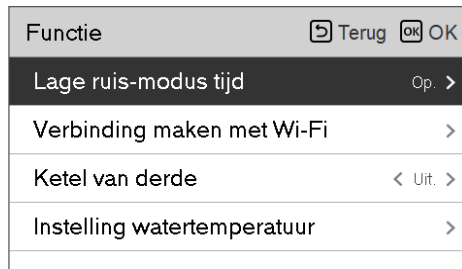 Functie Terug OK OK
Lage ruis-modus tijd Op. >
Verbinding maken met Wi-Fi >
Ketel van derde < Uit. >
Instelling watertemperatuur >